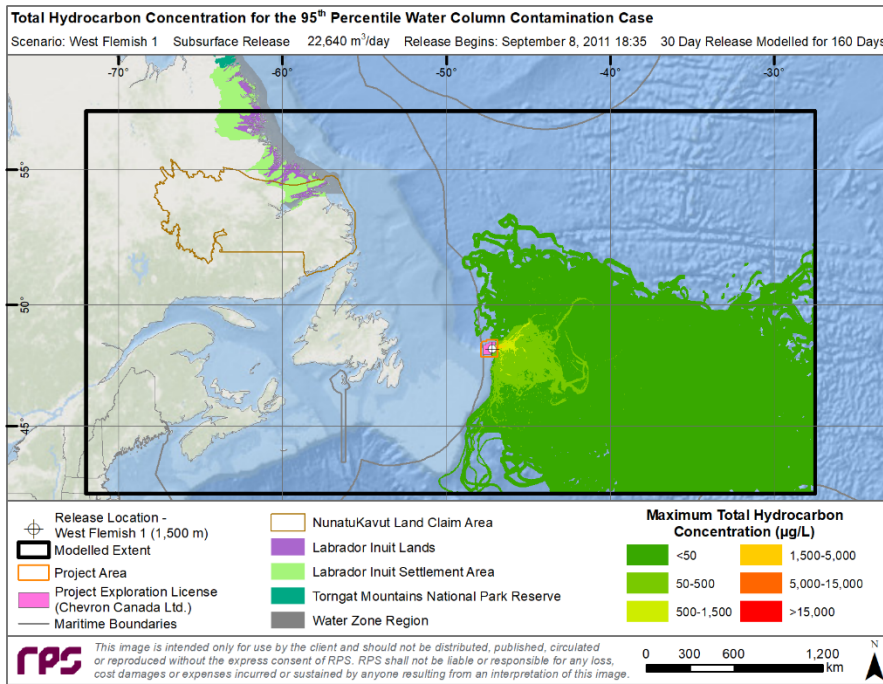 Total Hydrocarbon Concentration for the 95th Percentile Water Column Contamination Case
Scenario: West Flemish 1 Subsurface Release 22,640 m³/day Release Begins: September 8, 2011 18:35 30 Day Release Modelled for 160 Days
-70° -60° -50° -40° -30°
55°
50°
45°
Release Location -
West Flemish 1 (1,500 m)
Modelled Extent
Project Area
Project Exploration License
(Chevron Canada Ltd.)
Maritime Boundaries
NunatuKavut Land Claim Area
Labrador Inuit Lands
Labrador Inuit Settlement Area
Torngat Mountains National Park Reserve
Water Zone Region
Maximum Total Hydrocarbon
Concentration (µg/L)
<50 1,500-5,000
50-500 5,000-15,000
500-1,500 >15,000
rps
This image is intended only for use by the client and should not be distributed, published, circulated
or reproduced without the express consent of RPS. RPS shall not be liable or responsible for any loss,
cost damages or expenses incurred or sustained by anyone resulting from an interpretation of this image.
0 300 600 1,200
km
N